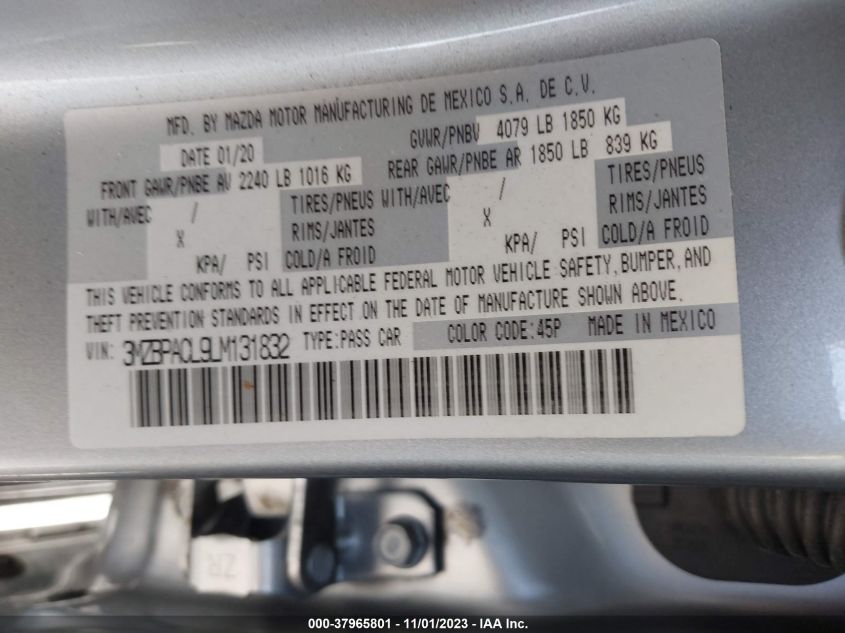 MFD. BY MAZDA MOTOR MANUFACTURING DE MEXICO S.A. DE C.V.
DATE 01/20 GVWR/PNBV 4079 LB 1850 KG
FRONT GAWR/PNBE AV 2240 LB 1016 KG REAR GAWR/PNBE AR 1850 LB 839 KG
WITH/AVEC / TIRES/PNEUS WITH/AVEC / TIRES/PNEUS
X RIMS/JANTES X RIMS/JANTES
KPA/ PSI COLD/A FROID KPA/ PSI COLD/A FROID
THIS VEHICLE CONFORMS TO ALL APPLICABLE FEDERAL MOTOR VEHICLE SAFETY, BUMPER, AND
THEFT PREVENTION STANDARDS IN EFFECT ON THE DATE OF MANUFACTURE SHOWN ABOVE.
VIN: 3MZBPACL9LM131832 TYPE:PASS CAR COLOR CODE:45P MADE IN MEXICO
ZR
000-37965801 - 11/01/2023 - © IAA Inc.